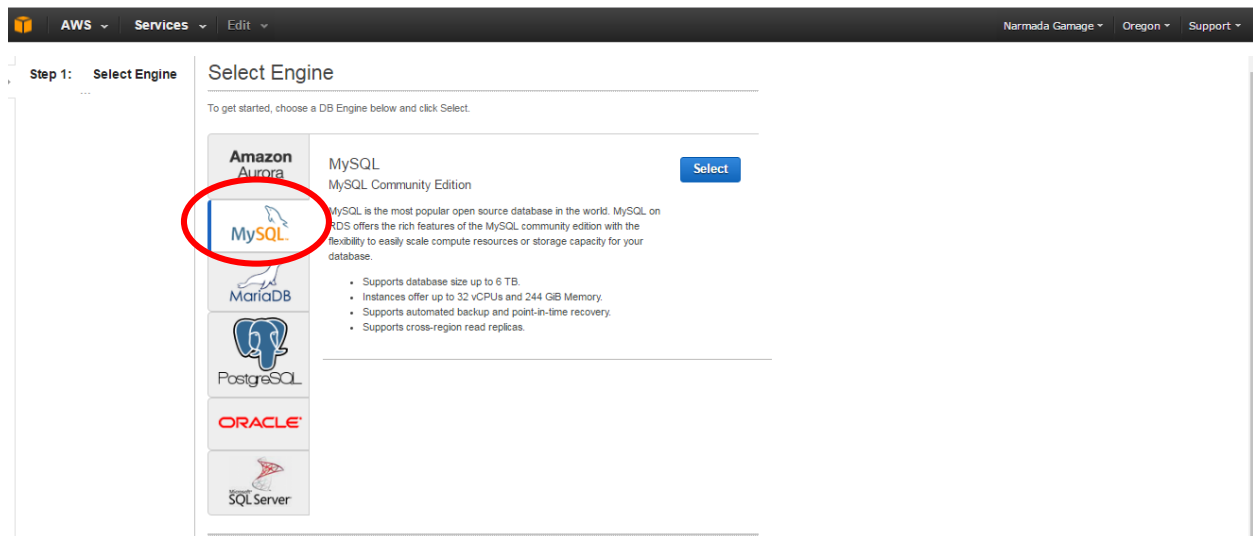 AWS Services Edit Narmada Gamage Oregon Support
Step 1: Select Engine
Select Engine
To get started, choose a DB Engine below and click Select.
Amazon
Aurora
MySQL
MariaDB
PostgreSQL
ORACLE
Microsoft
SQL Server
MySQL
Select
MySQL Community Edition
MySQL is the most popular open source database in the world. MySQL on
RDS offers the rich features of the MySQL community edition with the
flexibility to easily scale compute resources or storage capacity for your
database.
• Supports database size up to 6 TB.
• Instances offer up to 32 vCPUs and 244 GiB Memory.
• Supports automated backup and point-in-time recovery.
• Supports cross-region read replicas.